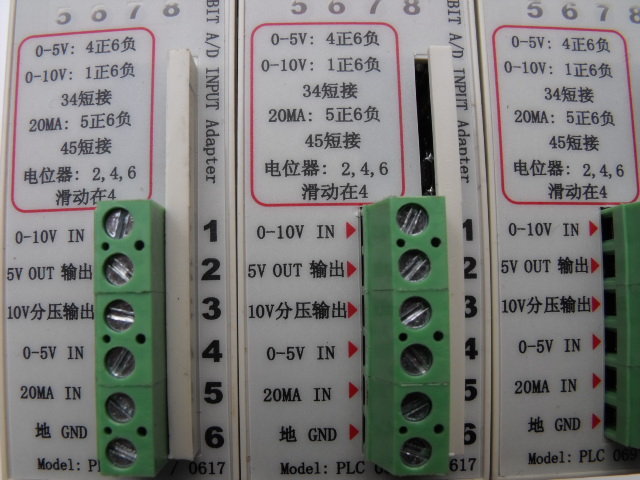 5 6 7 8
0-5V: 4正6负
0-10V: 1正6负
34短接
20MA: 5正6负
45短接
电位器: 2,4,6
滑动在4
BIT A/D INPUT Adapter
0-10V IN 1
5V OUT 输出 2
10V分压输出 3
0-5V IN 4
20MA IN 5
地 GND 6
Model: 0617
5 6 7 8
0-5V: 4正6负
0-10V: 1正6负
34短接
20MA: 5正6负
45短接
电位器: 2,4,6
滑动在4
BIT A/D INPUT Adapter
0-10V IN 1
5V OUT 输出 2
10V分压输出 3
0-5V IN 4
20MA IN 5
地 GND 6
Model: PLC 617
5 6 7 8
0-5V: 4正6负
0-10V: 1正6负
34短接
20MA: 5正6负
45短接
电位器: 2,4,6
滑动在4
0-10V IN
5V OUT 输出
10V分压输出
0-5V IN
20MA IN
地 GND
Model: PLC